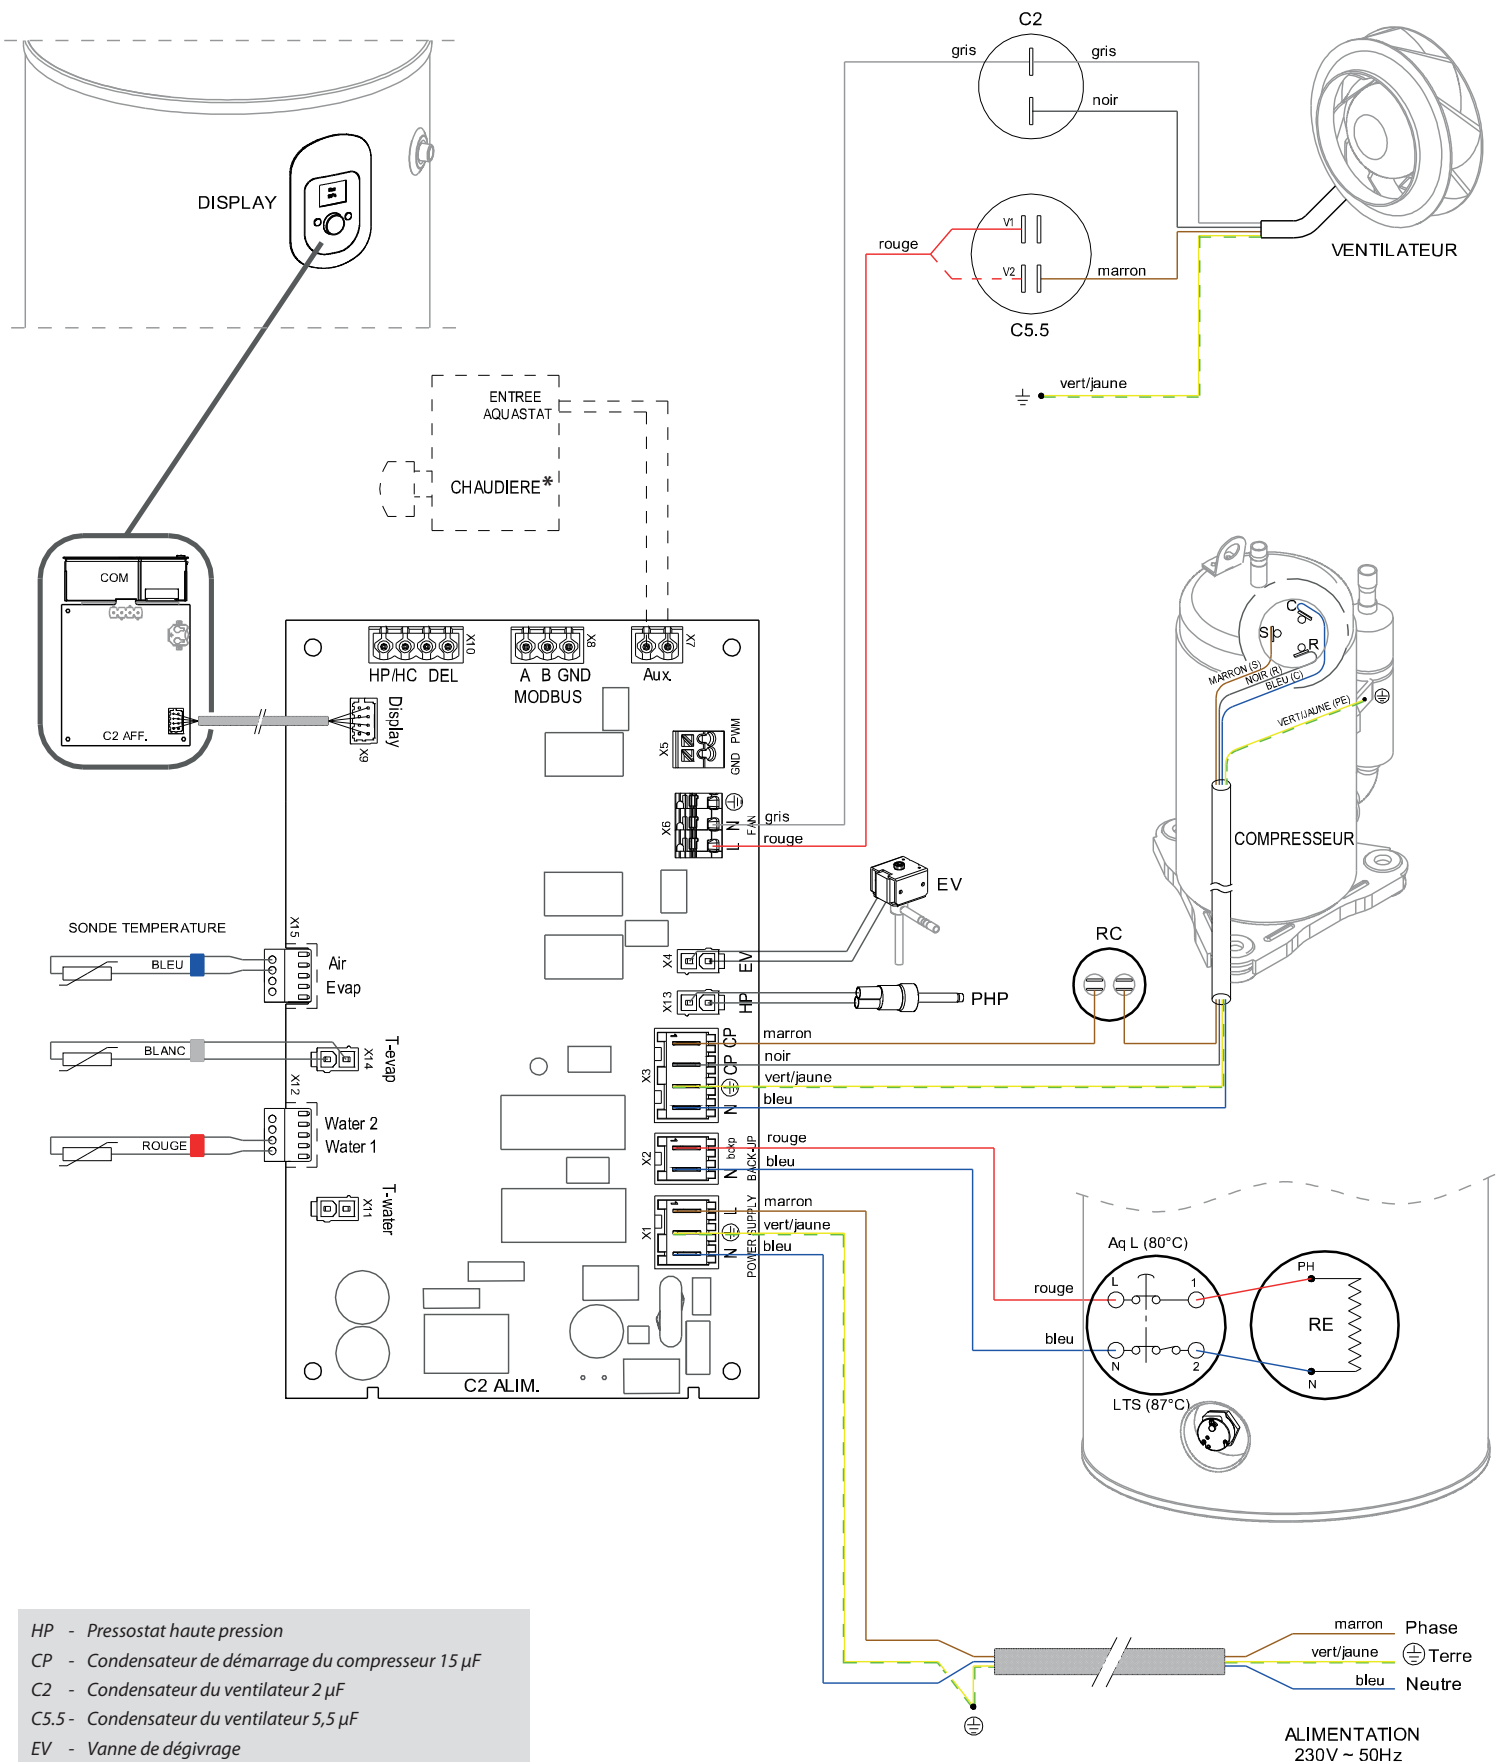 C2
gris
gris
noir
DISPLAY
V1
rouge
V2
marron
VENTILATEUR
C5.5
vert/jaune
ENTREE
AQUASTAT
CHAUDIERE*
COM
C2 AFF.
X10
HP/HC DEL
X8
A B GND
MODBUS
X7
Aux.
Display
X9
X5
GND PWM
X6
N
L
FAN
gris
rouge
C
S
R
MARRON (S)
NOIR (R)
BLEU (C)
VERT/JAUNE (PE)
COMPRESSEUR
EV
X4
EV
RC
X13
HP
PHP
SONDE TEMPERATURE
X15
BLEU
Air
Evap
BLANC
X14
T-evap
X12
Water 2
Water 1
ROUGE
X11
T-water
X3
1
CP
CP
N
marron
noir
vert/jaune
bleu
X2
1
bckp
N
BACK-UP
rouge
bleu
X1
1
L
N
POWER SUPPLY
marron
vert/jaune
bleu
C2 ALIM.
Aq L (80°C)
rouge
L
1
PH
RE
bleu
N
2
N
LTS (87°C)
marron Phase
vert/jaune Terre
bleu Neutre
ALIMENTATION
230V ~ 50Hz
HP - Pressostat haute pression
CP - Condensateur de démarrage du compresseur 15 µF
C2 - Condensateur du ventilateur 2 µF
C5.5 - Condensateur du ventilateur 5,5 µF
EV - Vanne de dégivrage